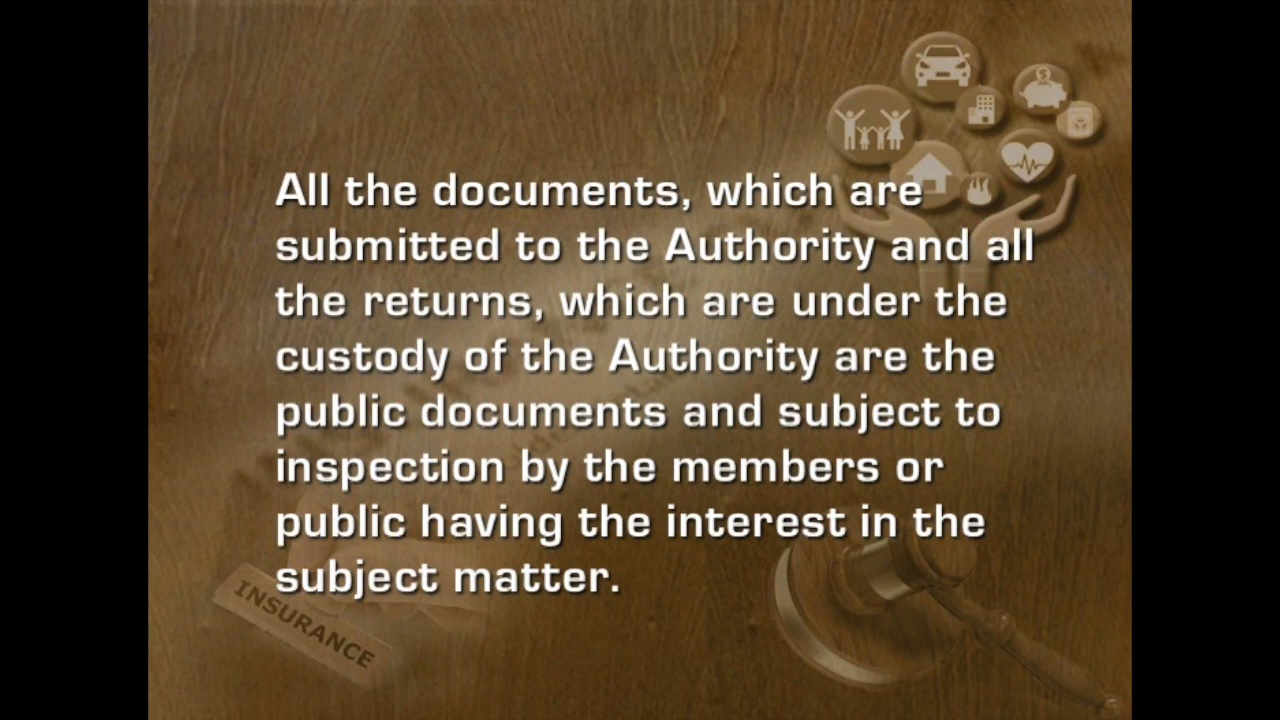 All the documents, which are
submitted to the Authority and all
the returns, which are under the
custody of the Authority are the
public documents and subject to
inspection by the members or
public having the interest in the
subject matter.
INSURANCE